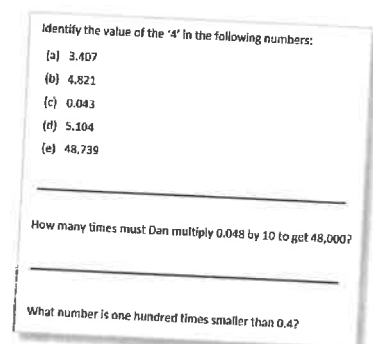 Identify the value of the '4' in the following numbers:
(a) 3.407
(b) 4.821
(c) 0.043
(d) 5.104
(e) 48,739
How many times must Dan multiply 0.048 by 10 to get 48,000?
What number is one hundred times smaller than 0.4?